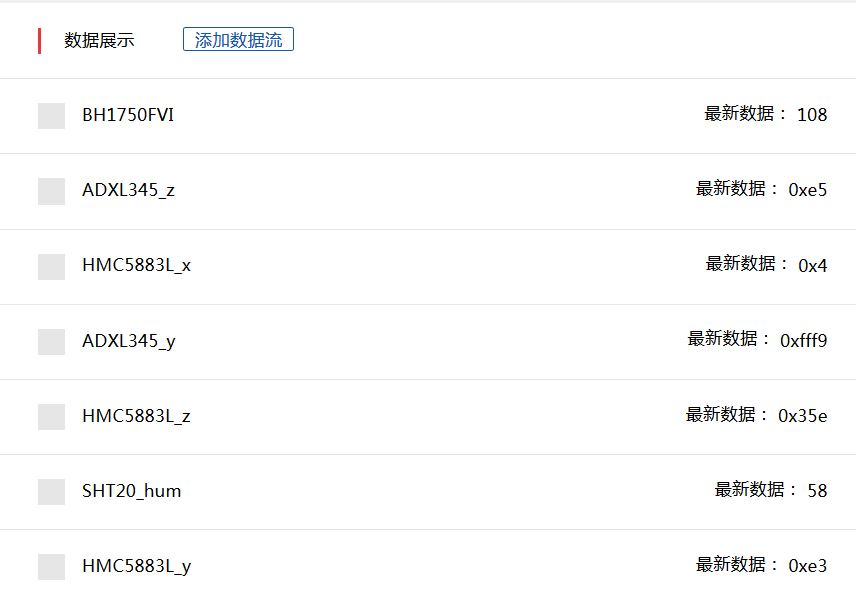 数据展示 添加数据流
BH1750FVI 最新数据： 108
ADXL345_z 最新数据： 0xe5
HMC5883L_x 最新数据： 0x4
ADXL345_y 最新数据： 0xfff9
HMC5883L_z 最新数据： 0x35e
SHT20_hum 最新数据： 58
HMC5883L_y 最新数据： 0xe3